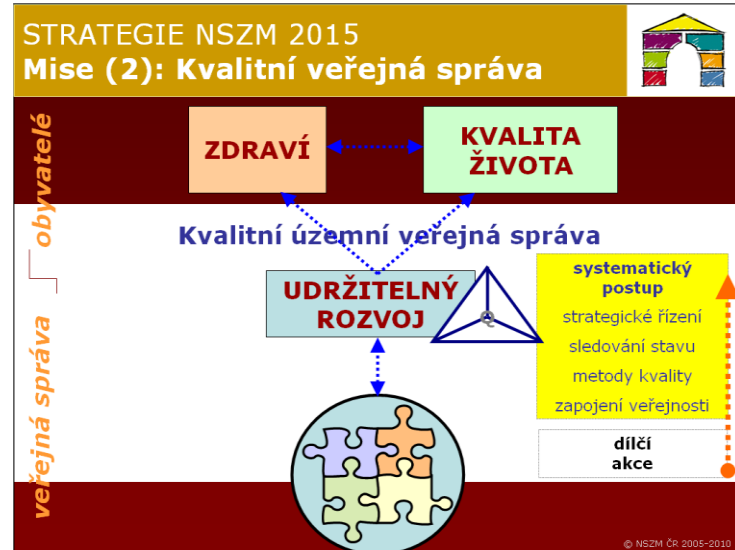 STRATEGIE NSZM 2015
Mise (2): Kvalitní veřejná správa
obyvatelé
ZDRAVÍ
KVALITA
ŽIVOTA
Kvalitní územní veřejná správa
UDRŽITELNÝ
ROZVOJ
Q
systematický
postup
strategické řízení
sledování stavu
metody kvality
zapojení veřejnosti
veřejná správa
dílčí
akce
© NSZM ČR 2005-2010